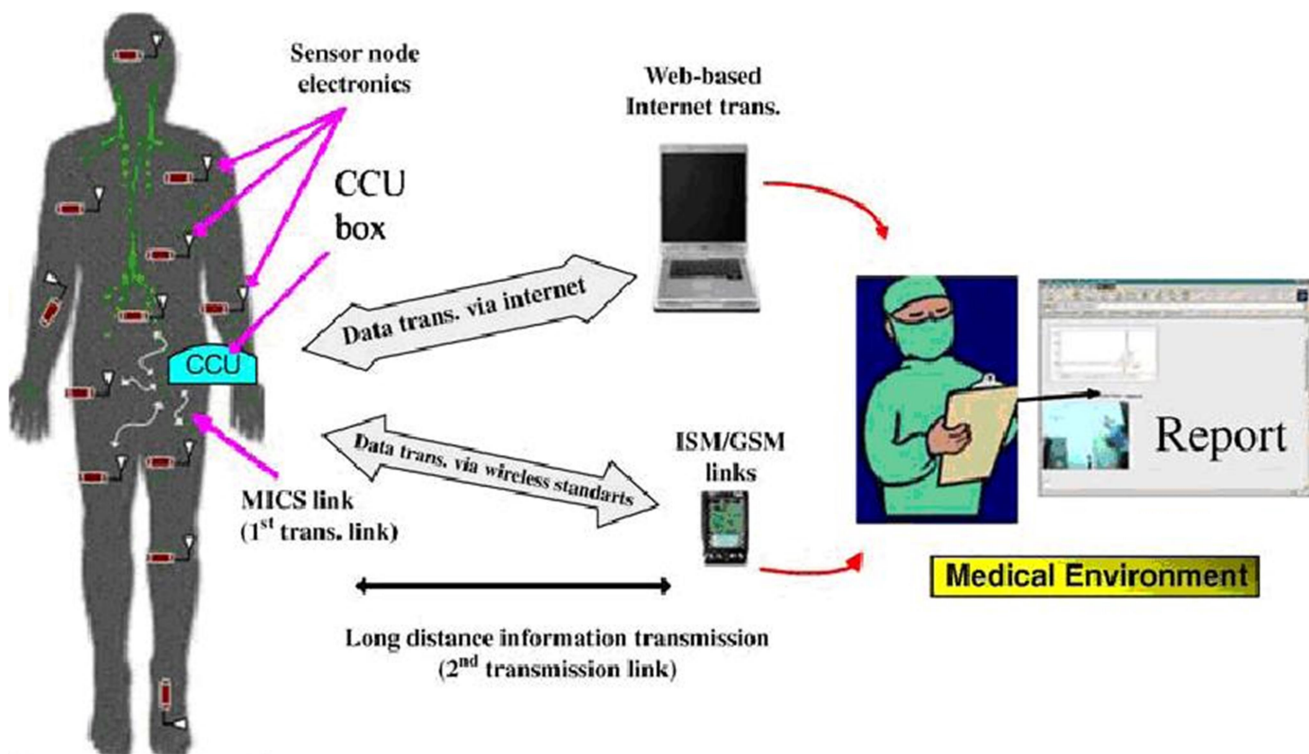 Sensor node
electronics
CCU
box
CCU
MICS link
(1st trans. link)
Data trans. via internet
Data trans. via wireless standarts
Web-based
Internet trans.
ISM/GSM
links
Long distance information transmission
(2nd transmission link)
Report
Medical Environment